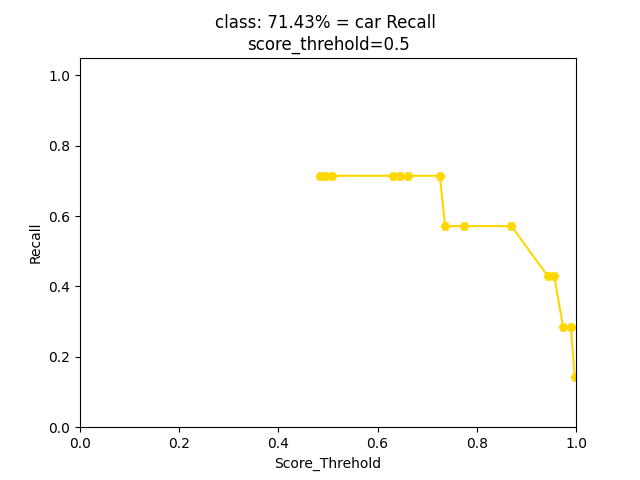 class: 71.43% = car Recall
score_threhold=0.5
1.0
0.8
0.6
0.4
0.2
0.0
Recall
0.0 0.2 0.4 0.6 0.8 1.0
Score_Threhold